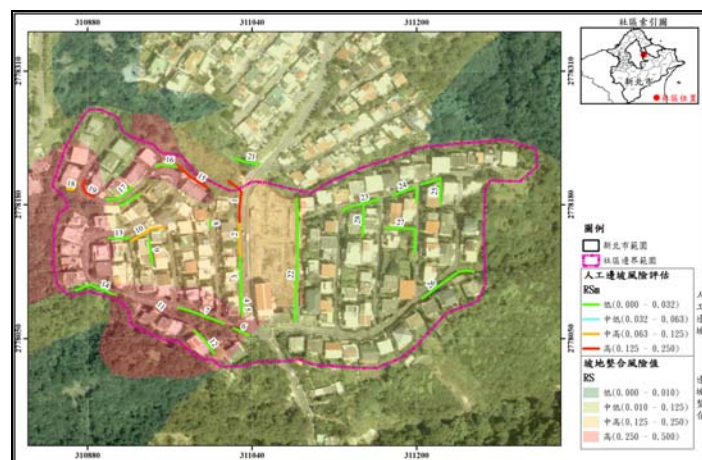 310880
311040
311200
社區索引圖
新北市
社區位置
2778310
2778310
21
16
15
18
19
17
1
24
23
25
2778180
2778180
13
10
2
28
27
9
3
22
14
11
7
26
12
2778050
2778050
310880
311040
311200
圖例
新北市範圍
社區邊界範圍
人工邊坡風險評估
RSm
低(0.000 - 0.032)
中低(0.032 - 0.063)
中高(0.063 - 0.125)
高(0.125 - 0.250)
坡地整合風險值
RS
低(0.000 - 0.010)
中低(0.010 - 0.125)
中高(0.125 - 0.250)
高(0.250 - 0.500)